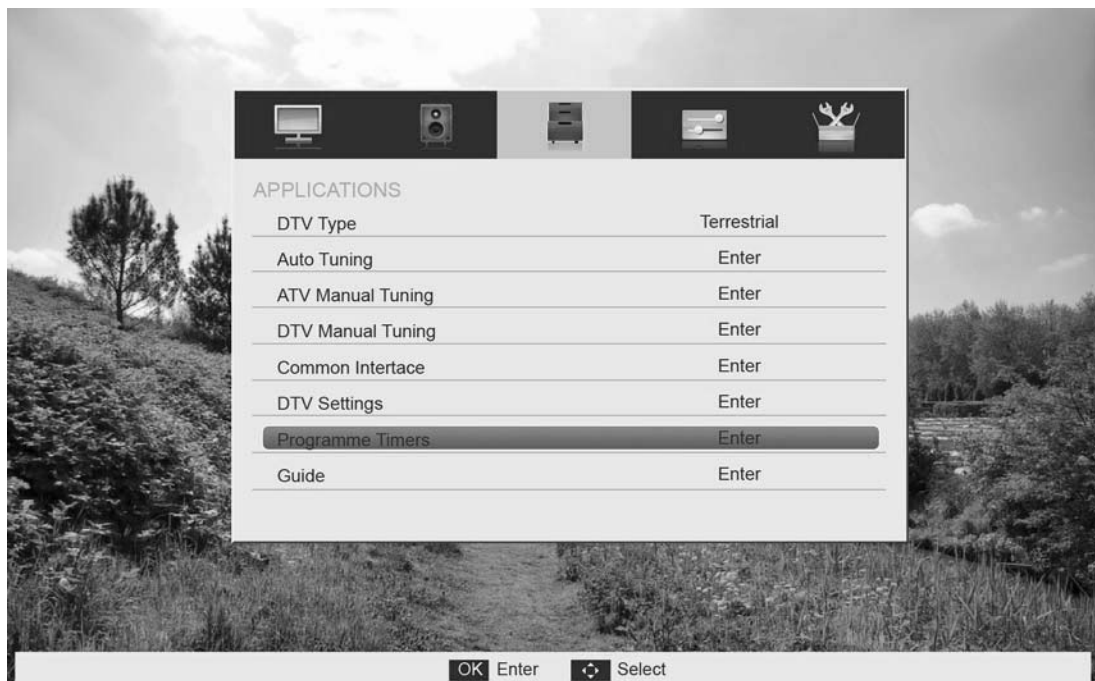 APPLICATIONS
DTV Type Terrestrial
Auto Tuning Enter
ATV Manual Tuning Enter
DTV Manual Tuning Enter
Common Intertace Enter
DTV Settings Enter
Programme Timers Enter
Guide Enter
OK Enter Select